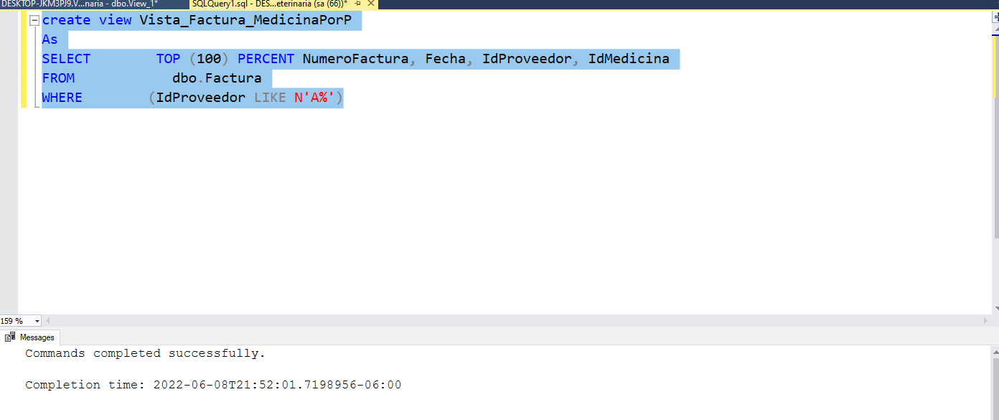 DESKTOP-JKM3PJ9.V...naria - dbo.View_1*
SQLQuery1.sql - DES...eterinaria (sa (66))*
create view Vista_Factura_MedicinaPorP
As
SELECT TOP (100) PERCENT NumeroFactura, Fecha, IdProveedor, IdMedicina
FROM dbo.Factura
WHERE (IdProveedor LIKE N'A%')
159 %
Messages
Commands completed successfully.
Completion time: 2022-06-08T21:52:01.7198956-06:00